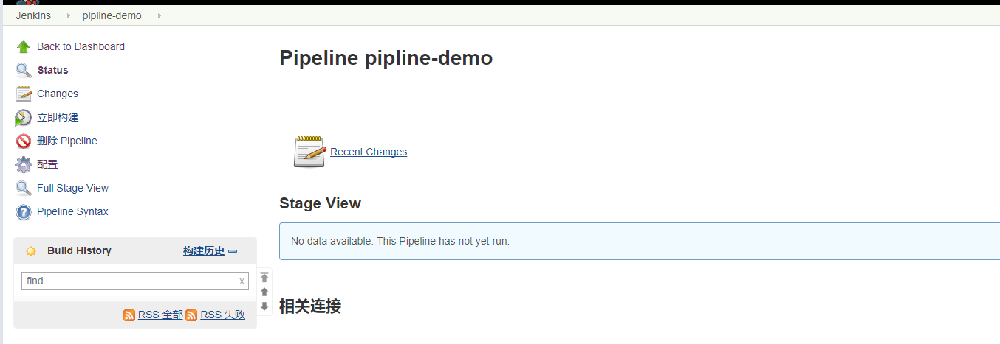 Jenkins pipline-demo
Back to Dashboard
Status
Changes
立即构建
删除 Pipeline
配置
Full Stage View
Pipeline Syntax
Build History 构建历史
find x
RSS 全部 RSS 失败
Pipeline pipline-demo
Recent Changes
Stage View
No data available. This Pipeline has not yet run.
相关连接